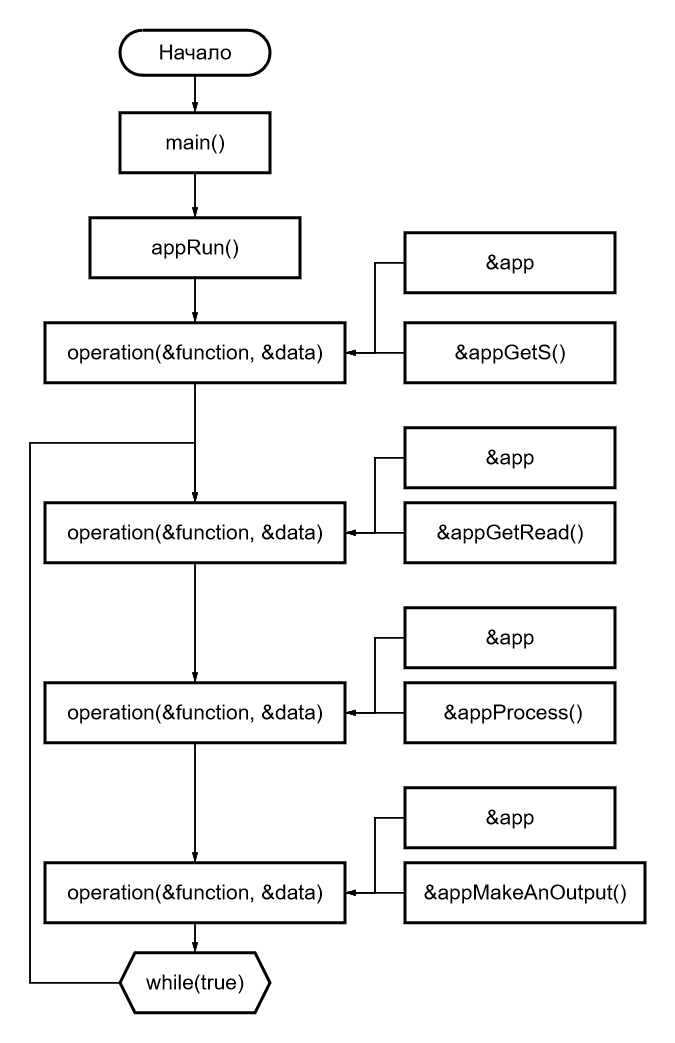 Начало
main()
appRun()
&app
operation(&function, &data)
&appGetS()
&app
operation(&function, &data)
&appGetRead()
&app
operation(&function, &data)
&appProcess()
&app
operation(&function, &data)
&appMakeAnOutput()
while(true)